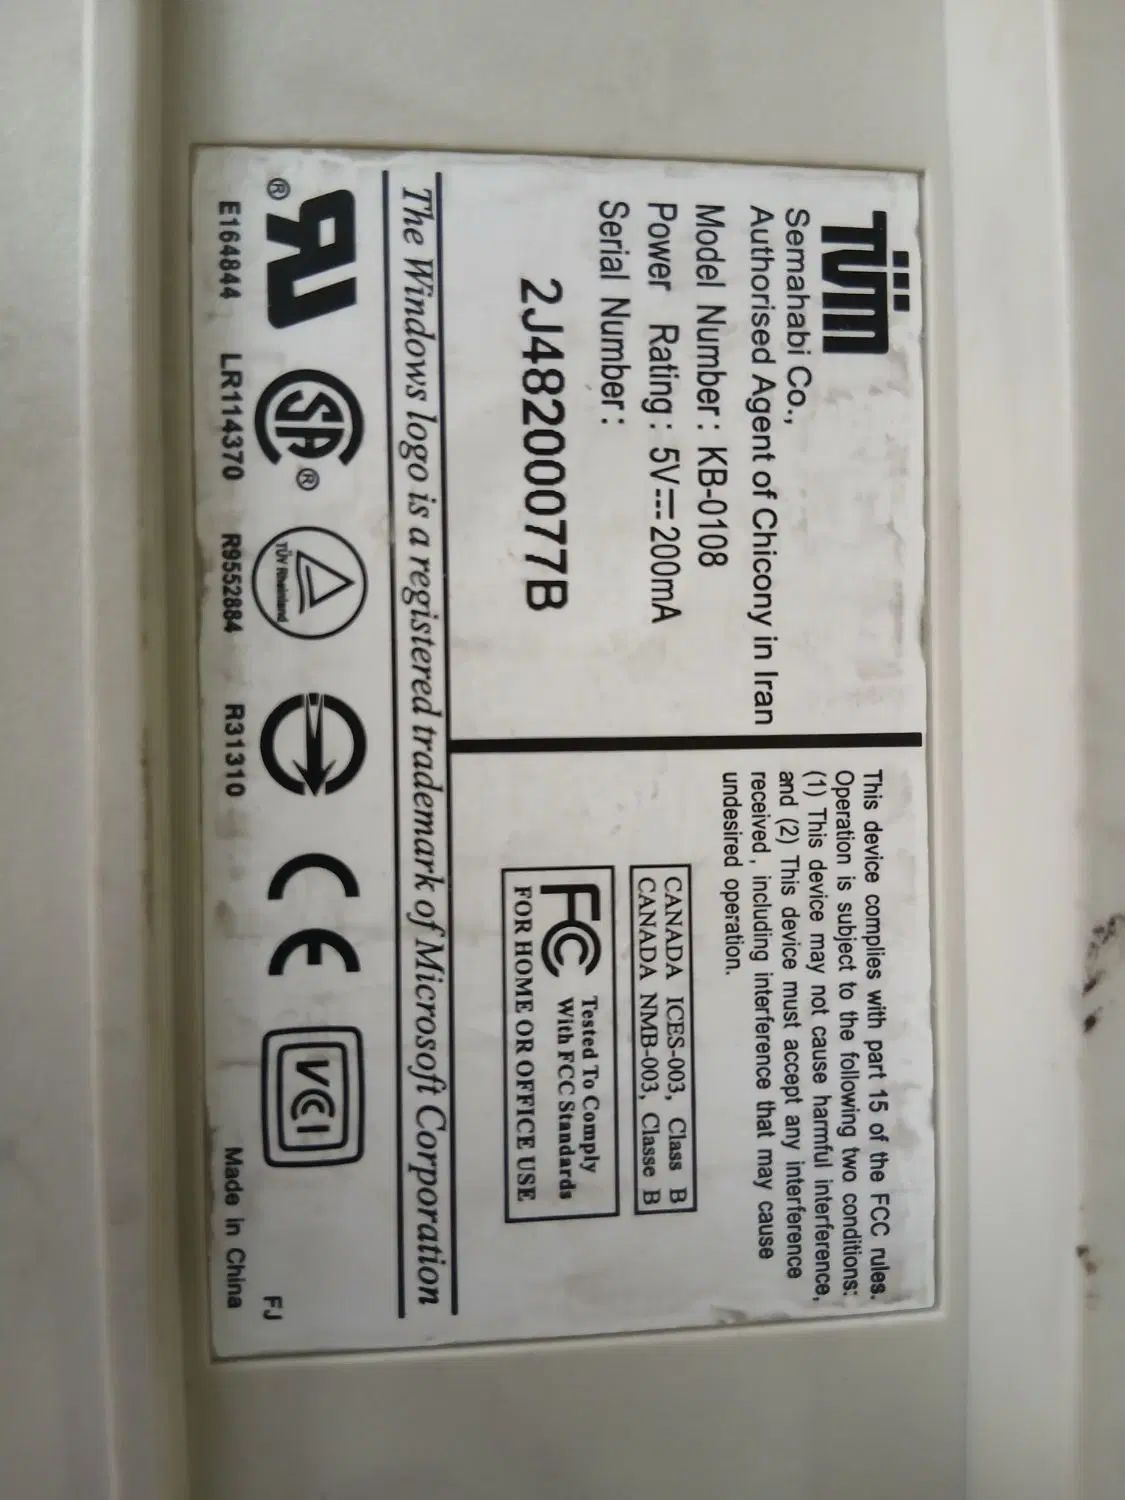 TÜm
Semahabi Co.,
Authorised Agent of Chicony in Iran
Model Number: KB-0108
Power Rating: 5V⎓200mA
Serial Number:
2J48200077B
This device complies with part 15 of the FCC rules.
Operation is subject to the following two conditions:
(1) This device may not cause harmful interference,
and (2) This device must accept any interference
received, including interference that may cause
undesired operation.
CANADA ICES-003, Class B
CANADA NMB-003, Classe B
FC Tested To Comply
With FCC Standards
FOR HOME OR OFFICE USE
The Windows logo is a registered trademark of Microsoft Corporation
®
SA ®
TÜV Rheinland
CE
VCI
FJ
E164844 LR114370 R9552884 R31310 Made in China